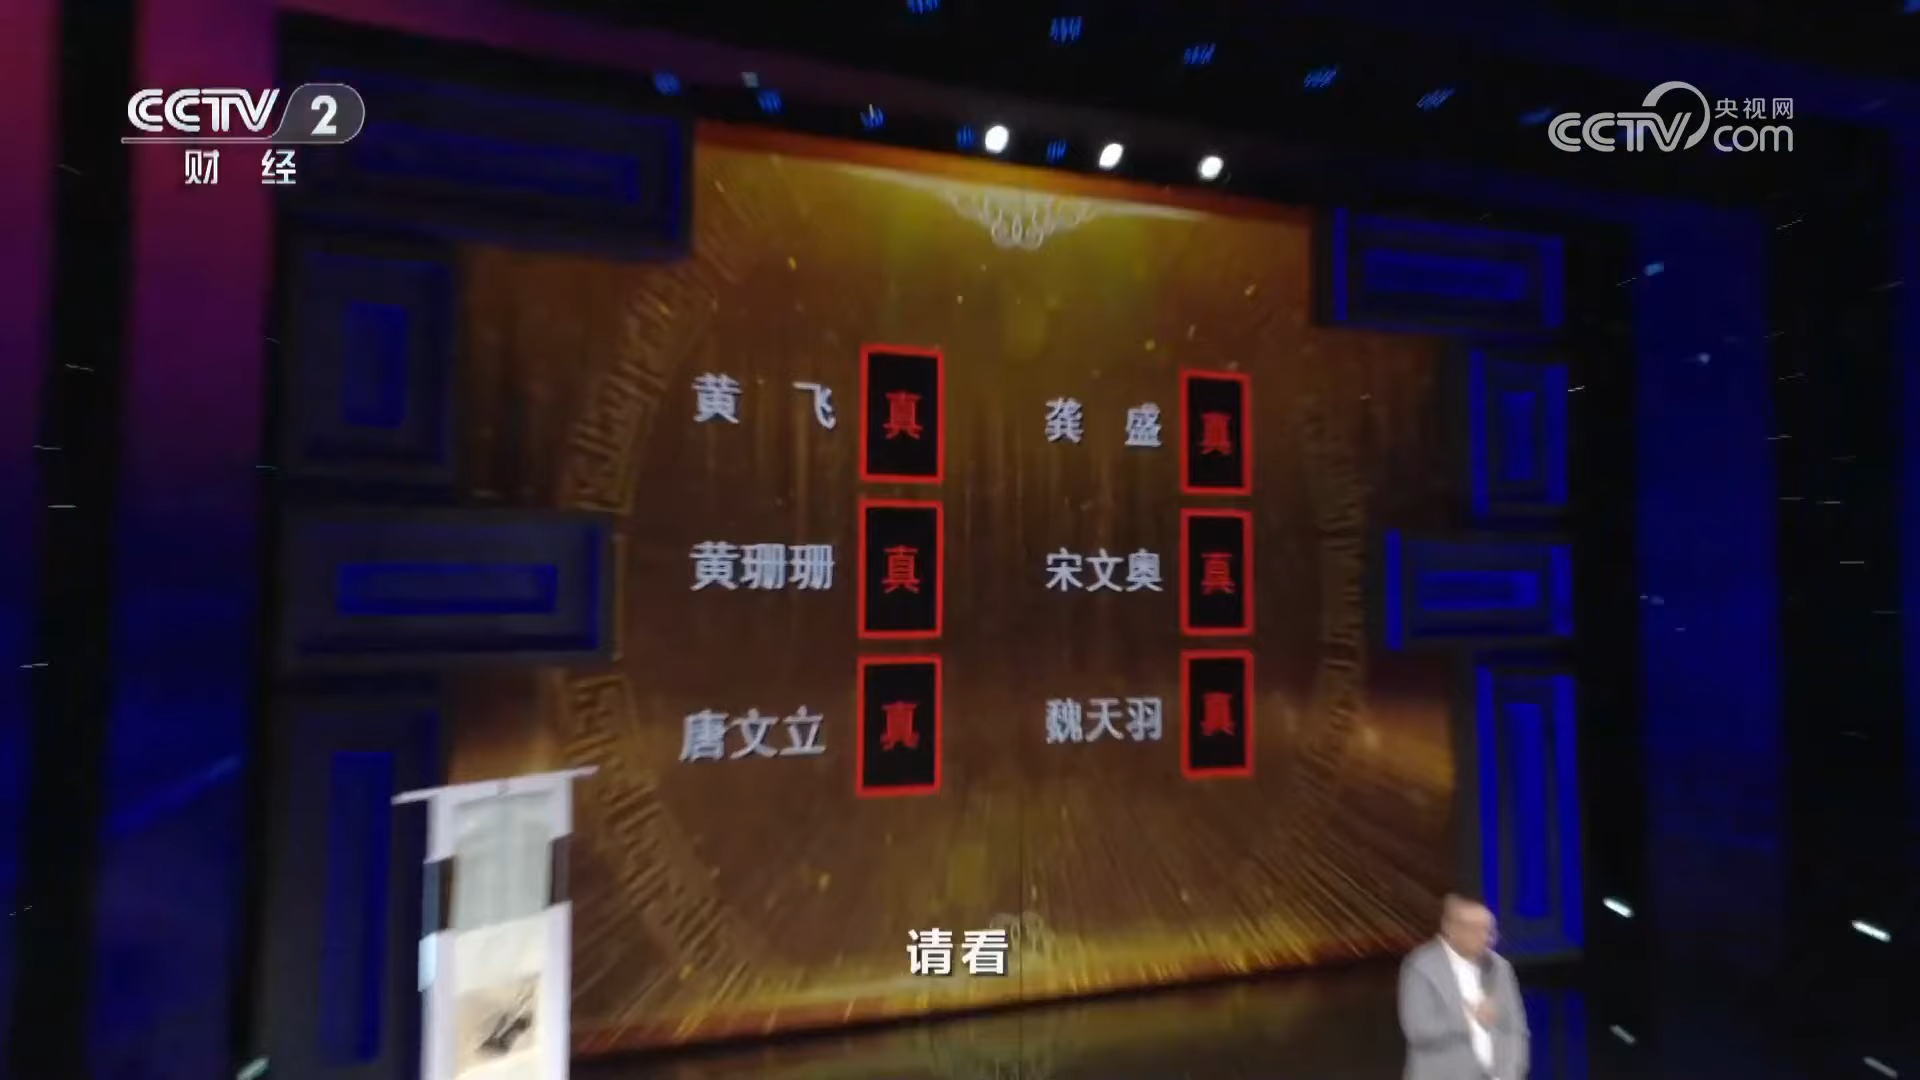 CCTV 2
财 经
央视网
CCTV.com
黄 飞 真 龚 盛 真
黄珊珊 真 宋文奥 真
唐文立 真 魏天羽 真
请看